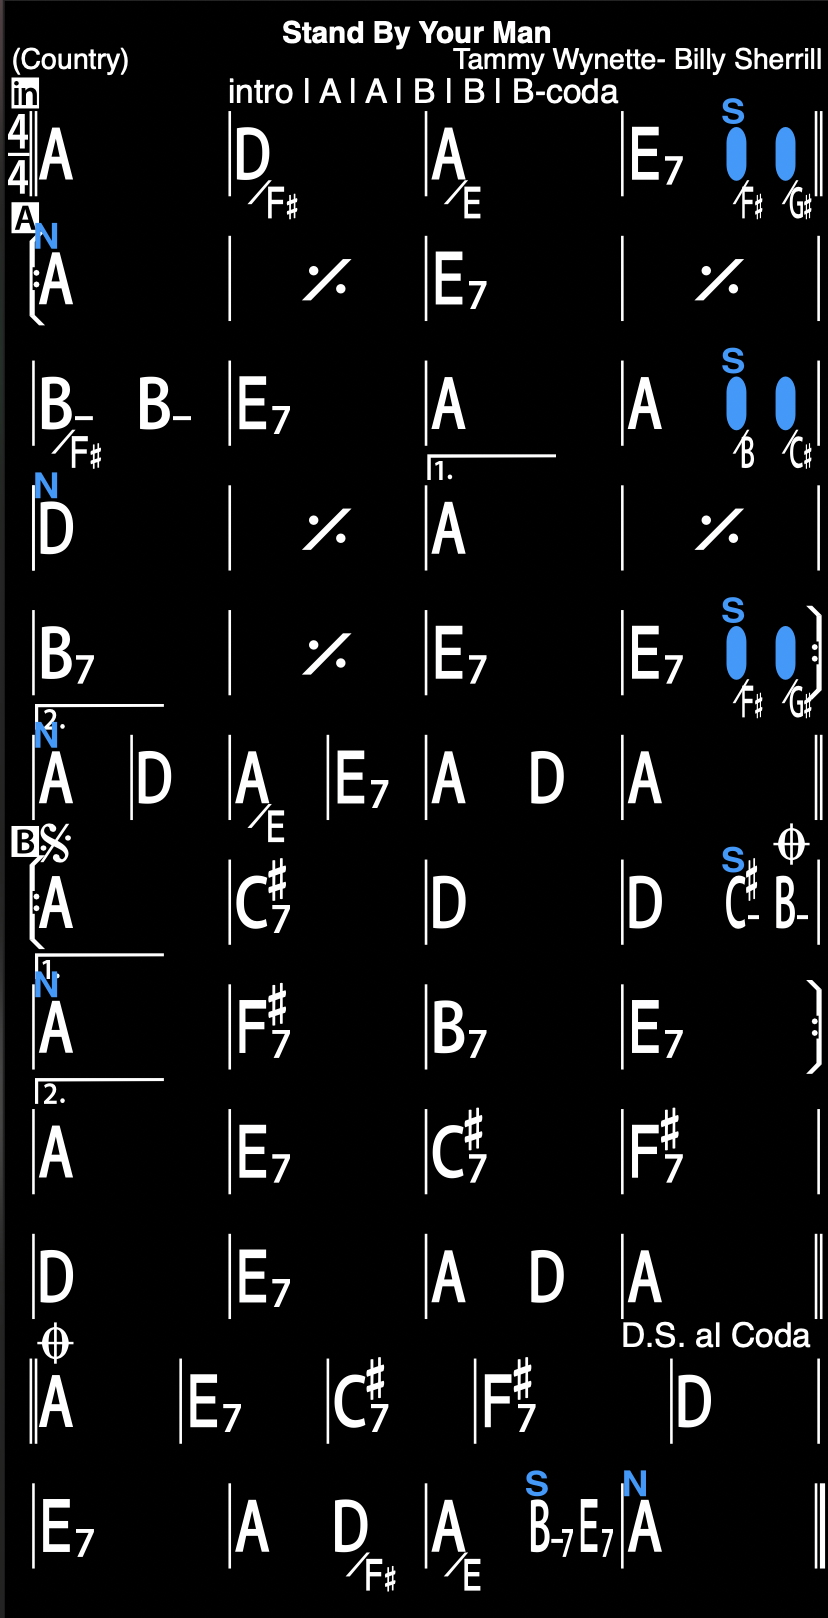 Stand By Your Man
(Country) Tammy Wynette- Billy Sherrill
in intro | A | A | B | B | B-coda
S
4/4 A | D/F♯ | A/E | E7 /F♯ /G♯
A
N
A | 𝄎 | E7 | 𝄎
S
B–/F♯ B– | E7 | A | A /B /C♯
1.
N
D | 𝄎 | A | 𝄎
S
B7 | 𝄎 | E7 | E7 /F♯ /G♯
2.
N
A | D | A/E | E7 | A D | A
B 𝄋 S 𝄌
A | C♯7 | D | D C♯– B–
1.
N
A | F♯7 | B7 | E7
2.
A | E7 | C♯7 | F♯7
D | E7 | A D | A
D.S. al Coda
𝄌
A | E7 | C♯7 | F♯7 | D
S N
E7 | A D/F♯ | A/E B–7 E7 | A